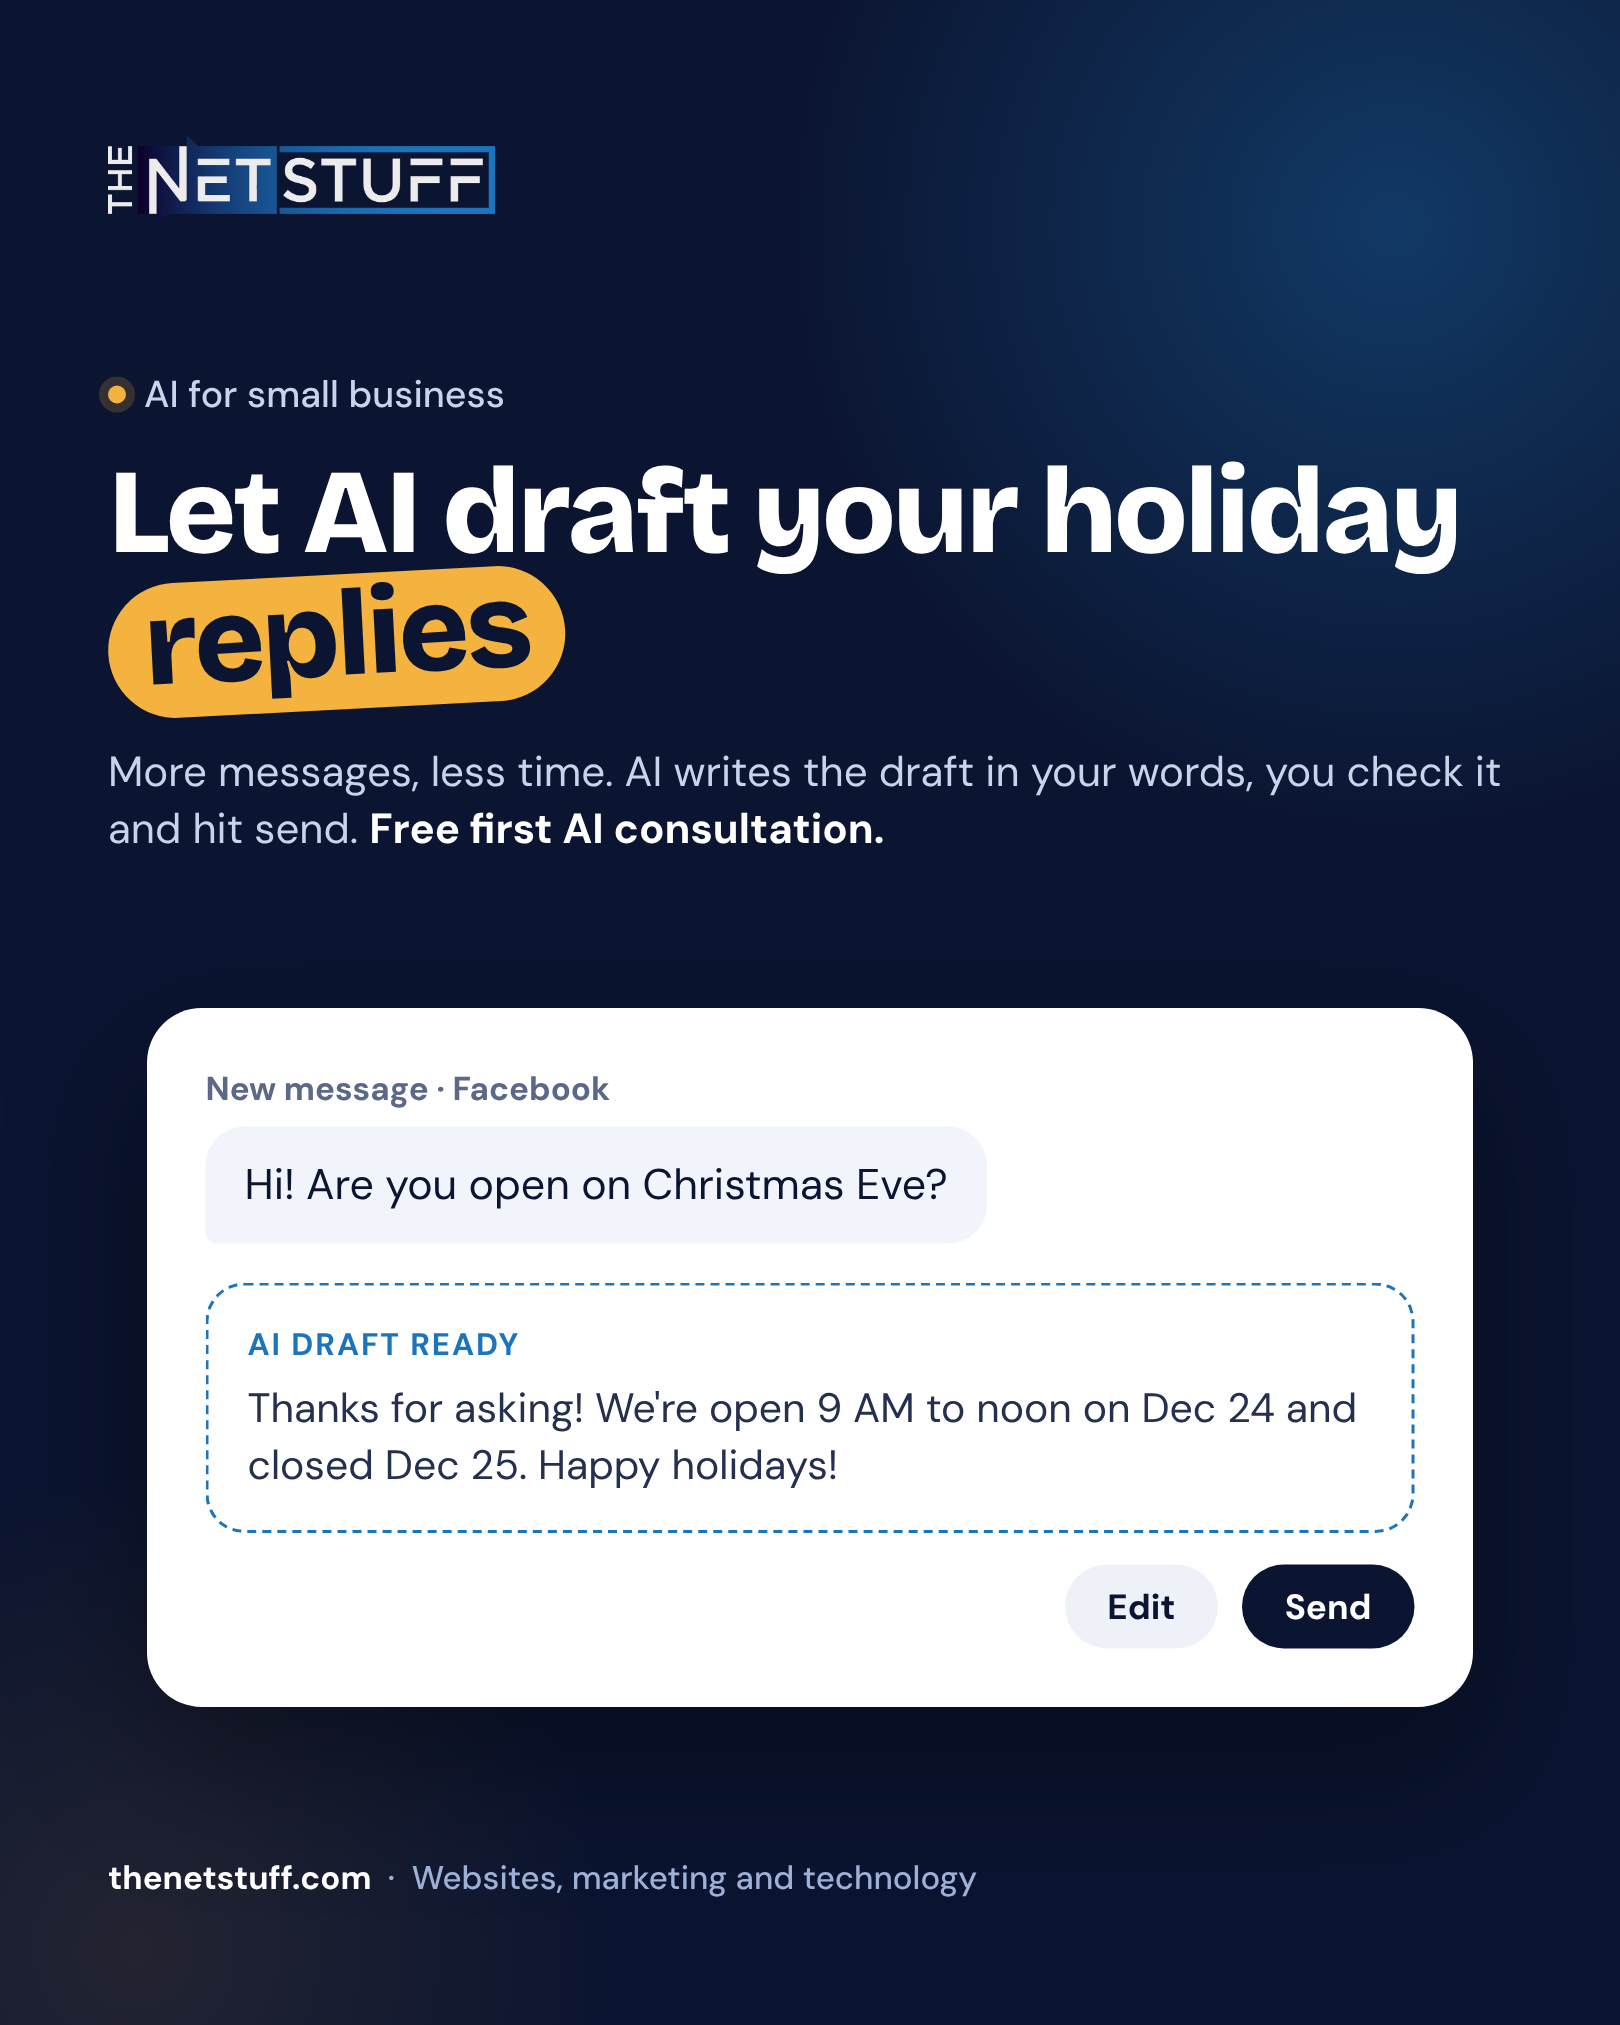 THE NETSTUFF
AI for small business
Let AI draft your holiday
replies
More messages, less time. AI writes the draft in your words, you check it
and hit send. Free first AI consultation.
New message · Facebook
Hi! Are you open on Christmas Eve?
AI DRAFT READY
Thanks for asking! We're open 9 AM to noon on Dec 24 and
closed Dec 25. Happy holidays!
Edit Send
thenetstuff.com · Websites, marketing and technology